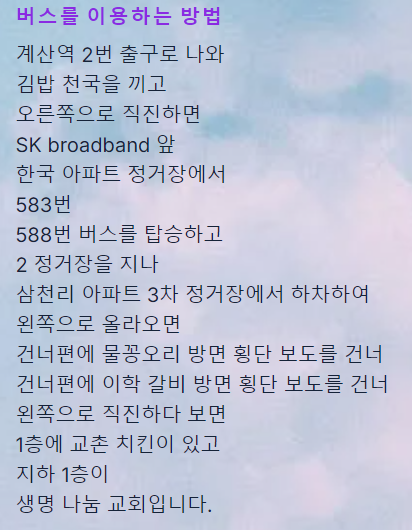 버스를 이용하는 방법
계산역 2번 출구로 나와
김밥 천국을 끼고
오른쪽으로 직진하면
SK broadband 앞
한국 아파트 정거장에서
583번
588번 버스를 탑승하고
2 정거장을 지나
삼천리 아파트 3차 정거장에서 하차하여
왼쪽으로 올라오면
건너편에 물꽁오리 방면 횡단 보도를 건너
건너편에 이학 갈비 방면 횡단 보도를 건너
왼쪽으로 직진하다 보면
1층에 교촌 치킨이 있고
지하 1층이
생명 나눔 교회입니다.